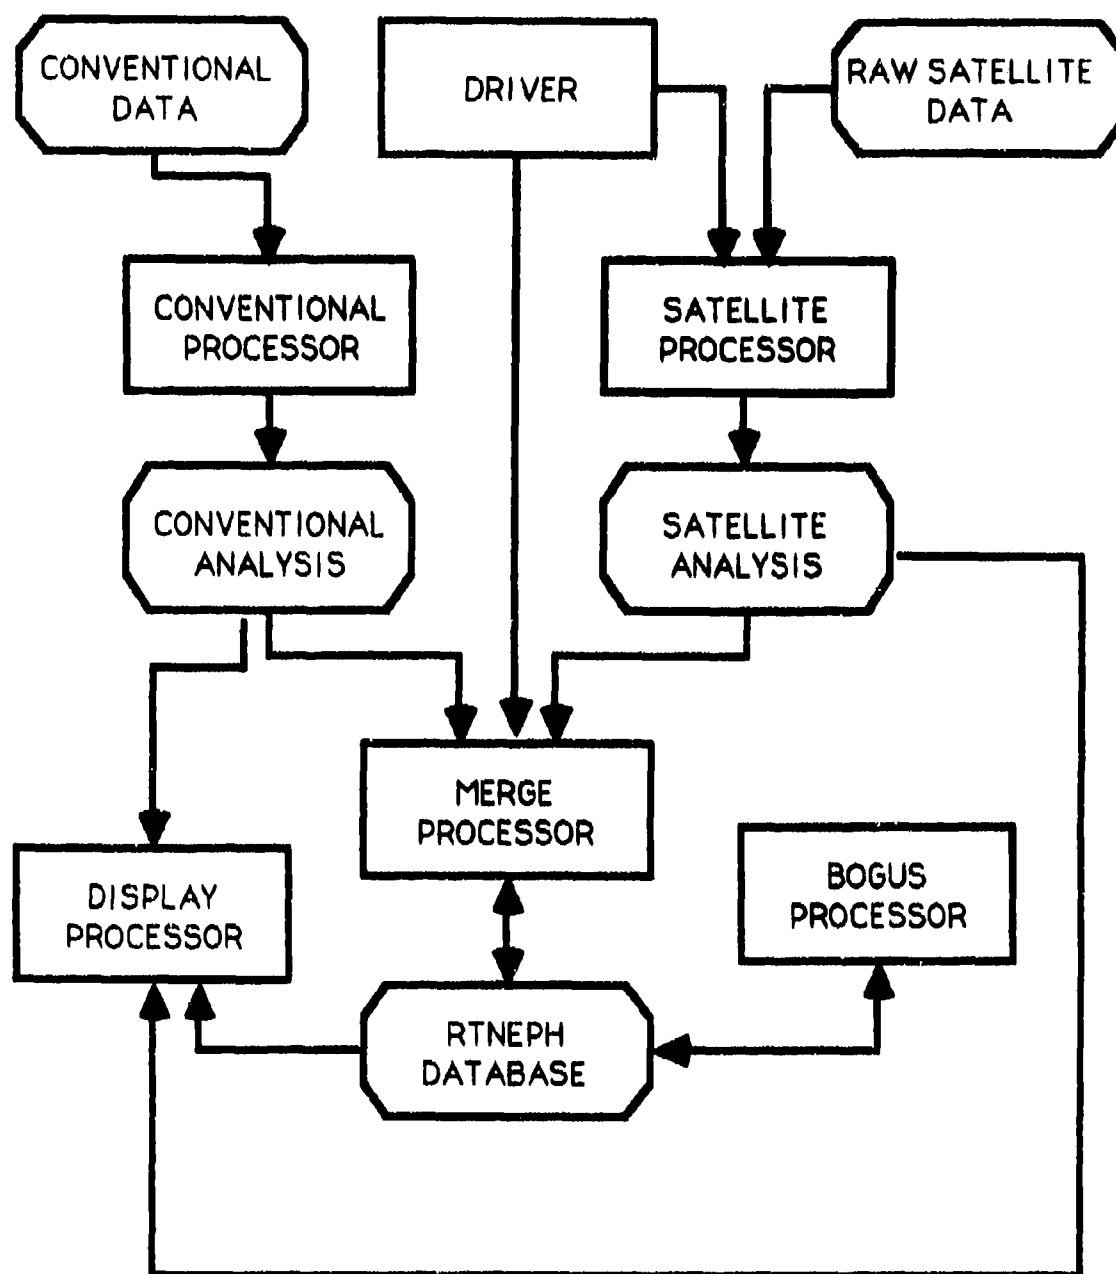 CONVENTIONAL
DATA
DRIVER
RAW SATELLITE
DATA
CONVENTIONAL
PROCESSOR
SATELLITE
PROCESSOR
CONVENTIONAL
ANALYSIS
SATELLITE
ANALYSIS
MERGE
PROCESSOR
DISPLAY
PROCESSOR
BOGUS
PROCESSOR
RTNEPH
DATABASE